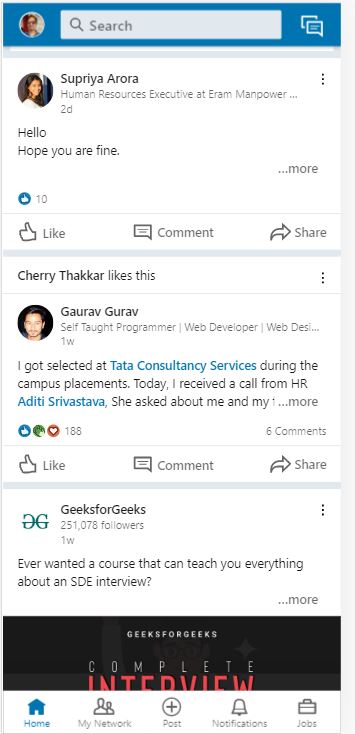 Search
Supriya Arora
Human Resources Executive at Eram Manpower ...
2d
Hello
Hope you are fine.
...more
10
Like
Comment
Share
Cherry Thakkar likes this
Gaurav Gurav
Self Taught Programmer | Web Developer | Web Desi...
1w
I got selected at Tata Consultancy Services during the
campus placements. Today, I received a call from HR
Aditi Srivastava, She asked about me and my ...more
188
6 Comments
Like
Comment
Share
GeeksforGeeks
251,078 followers
1w
Ever wanted a course that can teach you everything
about an SDE interview?
...more
GEEKSFORGEEKS
COMPLETE
INTERVIEW
Home
My Network
Post
Notifications
Jobs